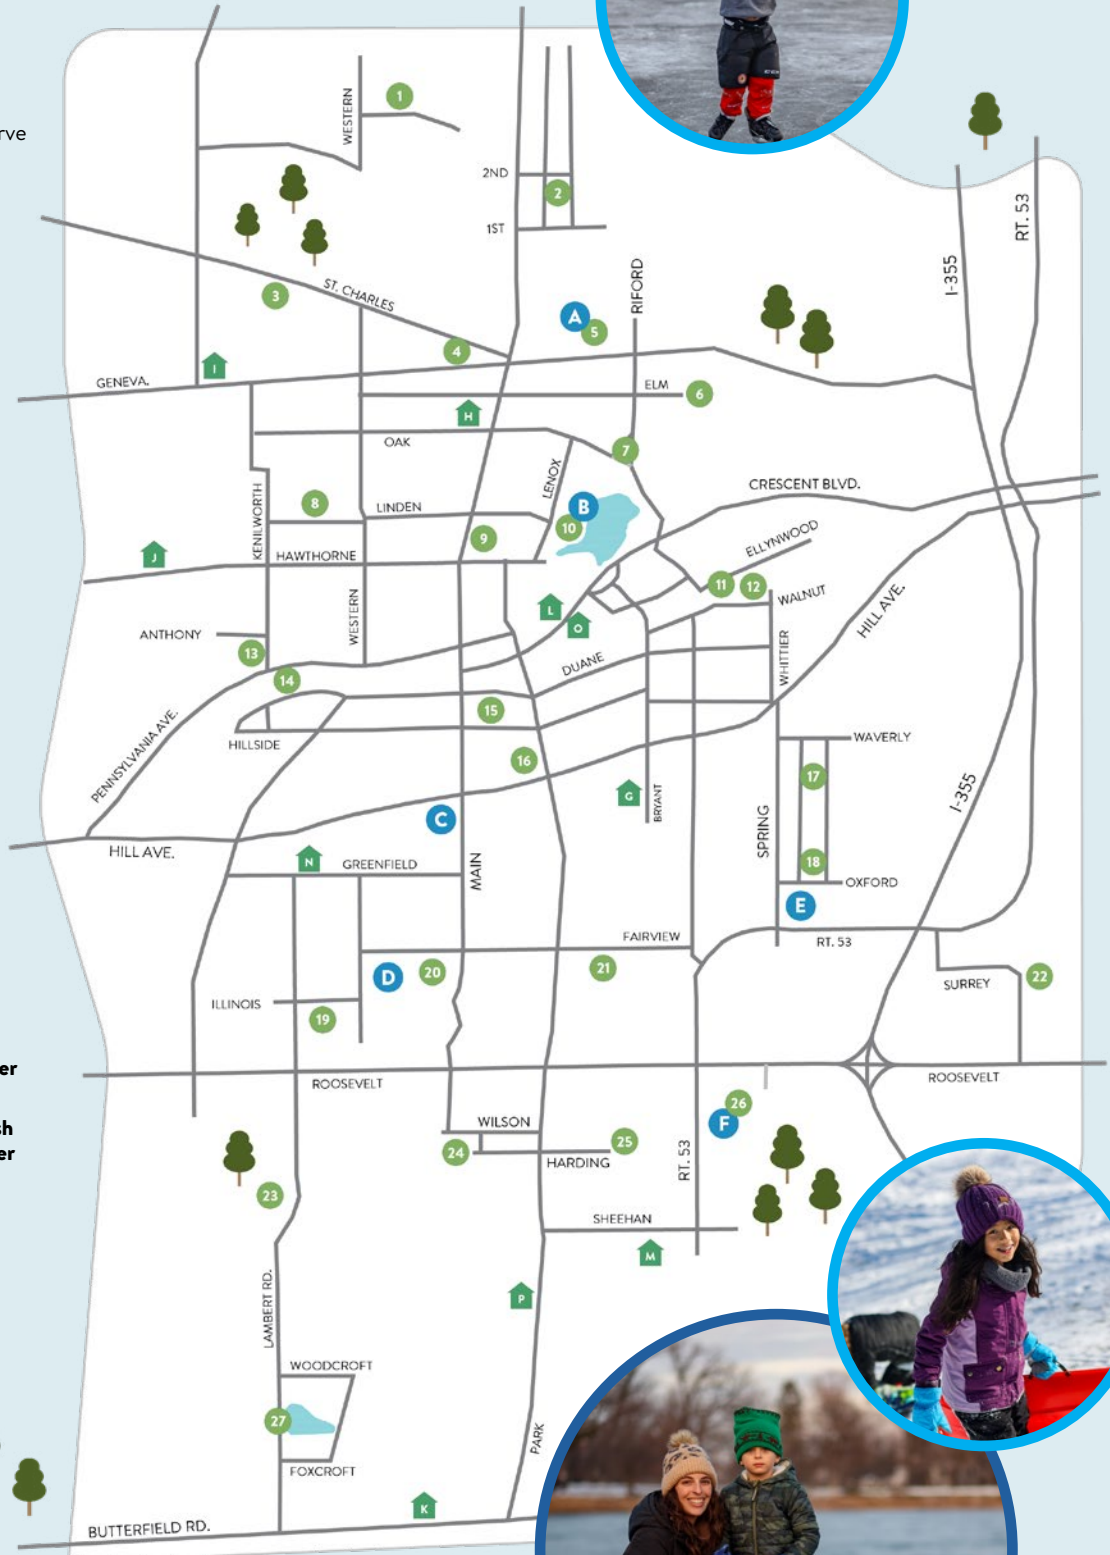 rve
WESTERN
1
2ND
2
1ST
RT. 53
I-355
RIFORD
3
ST. CHARLES
A
5
4
I
GENEVA.
ELM
6
H
OAK
7
LENOX
CRESCENT BLVD.
KENILWORTH
8
LINDEN
B
10
9
ELLYNWOOD
J
HAWTHORNE
11
12
WALNUT
HILL AVE.
L
O
WESTERN
ANTHONY
13
DUANE
WHITTIER
14
15
PENNSYLVANIA AVE.
HILLSIDE
WAVERLY
16
17
G
BRYANT
I-355
C
SPRING
HILL AVE.
N
GREENFIELD
MAIN
18
OXFORD
E
FAIRVIEW
RT. 53
D
20
21
22
SURREY
ILLINOIS
19
er
ROOSEVELT
ROOSEVELT
WILSON
26
F
sh
er
24
25
HARDING
RT. 53
23
SHEEHAN
M
P
LAMBERT RD.
WOODCROFT
27
PARK
FOXCROFT
K
BUTTERFIELD RD.